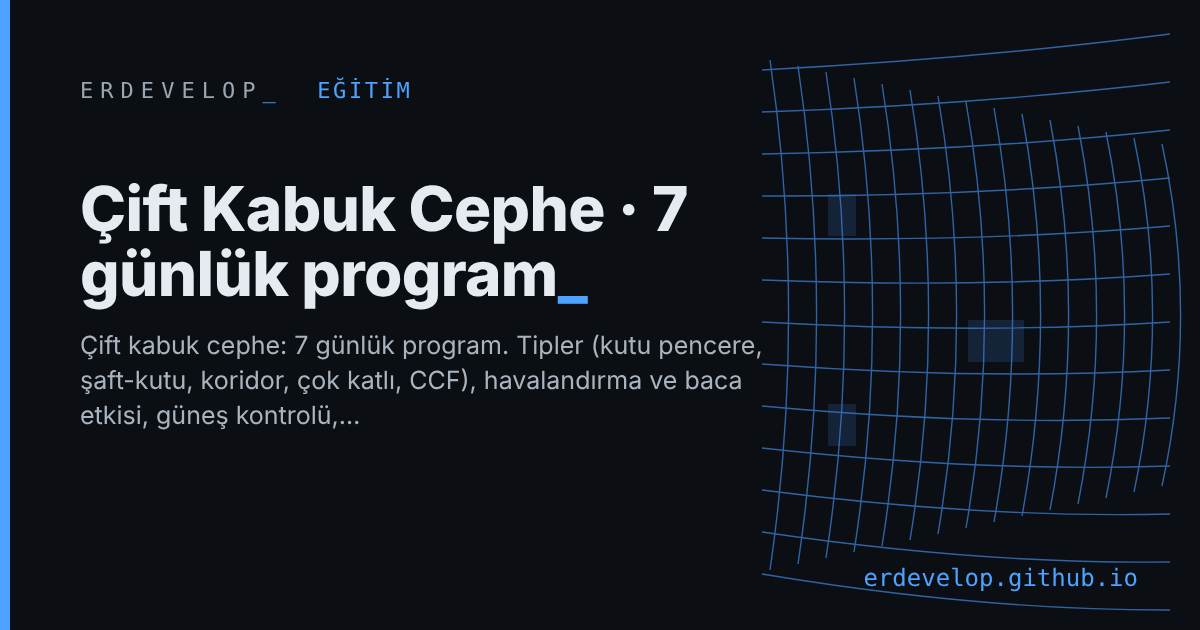 ERDEVELOP_ EĞİTİM
Çift Kabuk Cephe · 7
günlük program_
Çift kabuk cephe: 7 günlük program. Tipler (kutu pencere,
şaft-kutu, koridor, çok katlı, CCF), havalandırma ve baca
etkisi, güneş kontrolü,...
erdevelop.github.io